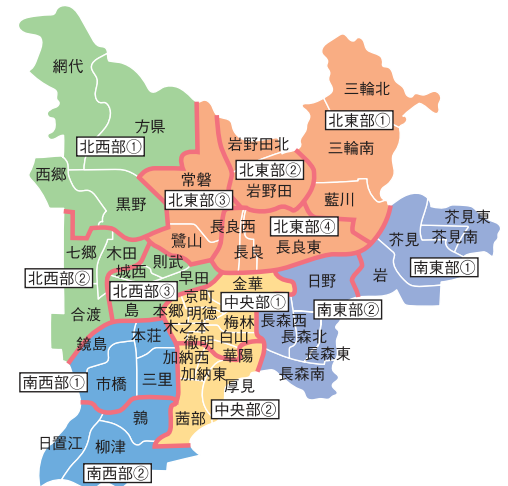 網代
三輪北
北東部①
方県
岩野田北
北西部①
三輪南
北東部②
西郷
常磐
岩野田
藍川
黒野
北東部③
長良西
北東部④
芥見東
鷺山
芥見
芥見南
七郷
木田
長良
長良東
城西
則武
岩
南東部①
北西部②
早田
金華
日野
北西部③
京町
中央部①
南東部②
合渡
島
本郷
明徳
梅林
長森西
木之本
白山
長森北
鏡島
本荘
徹明
加納西
華陽
長森東
南西部①
市橋
三里
加納東
厚見
長森南
鶉
茜部
中央部②
日置江
柳津
南西部②